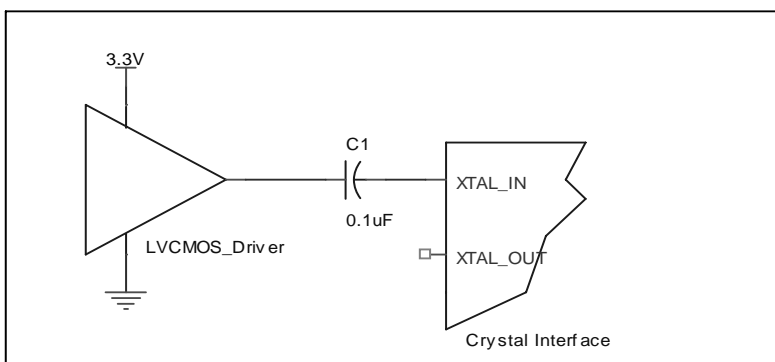 3.3V
C1
XTAL_IN
0.1uF
LVCMOS_Driver
XTAL_OUT
Crystal Interface